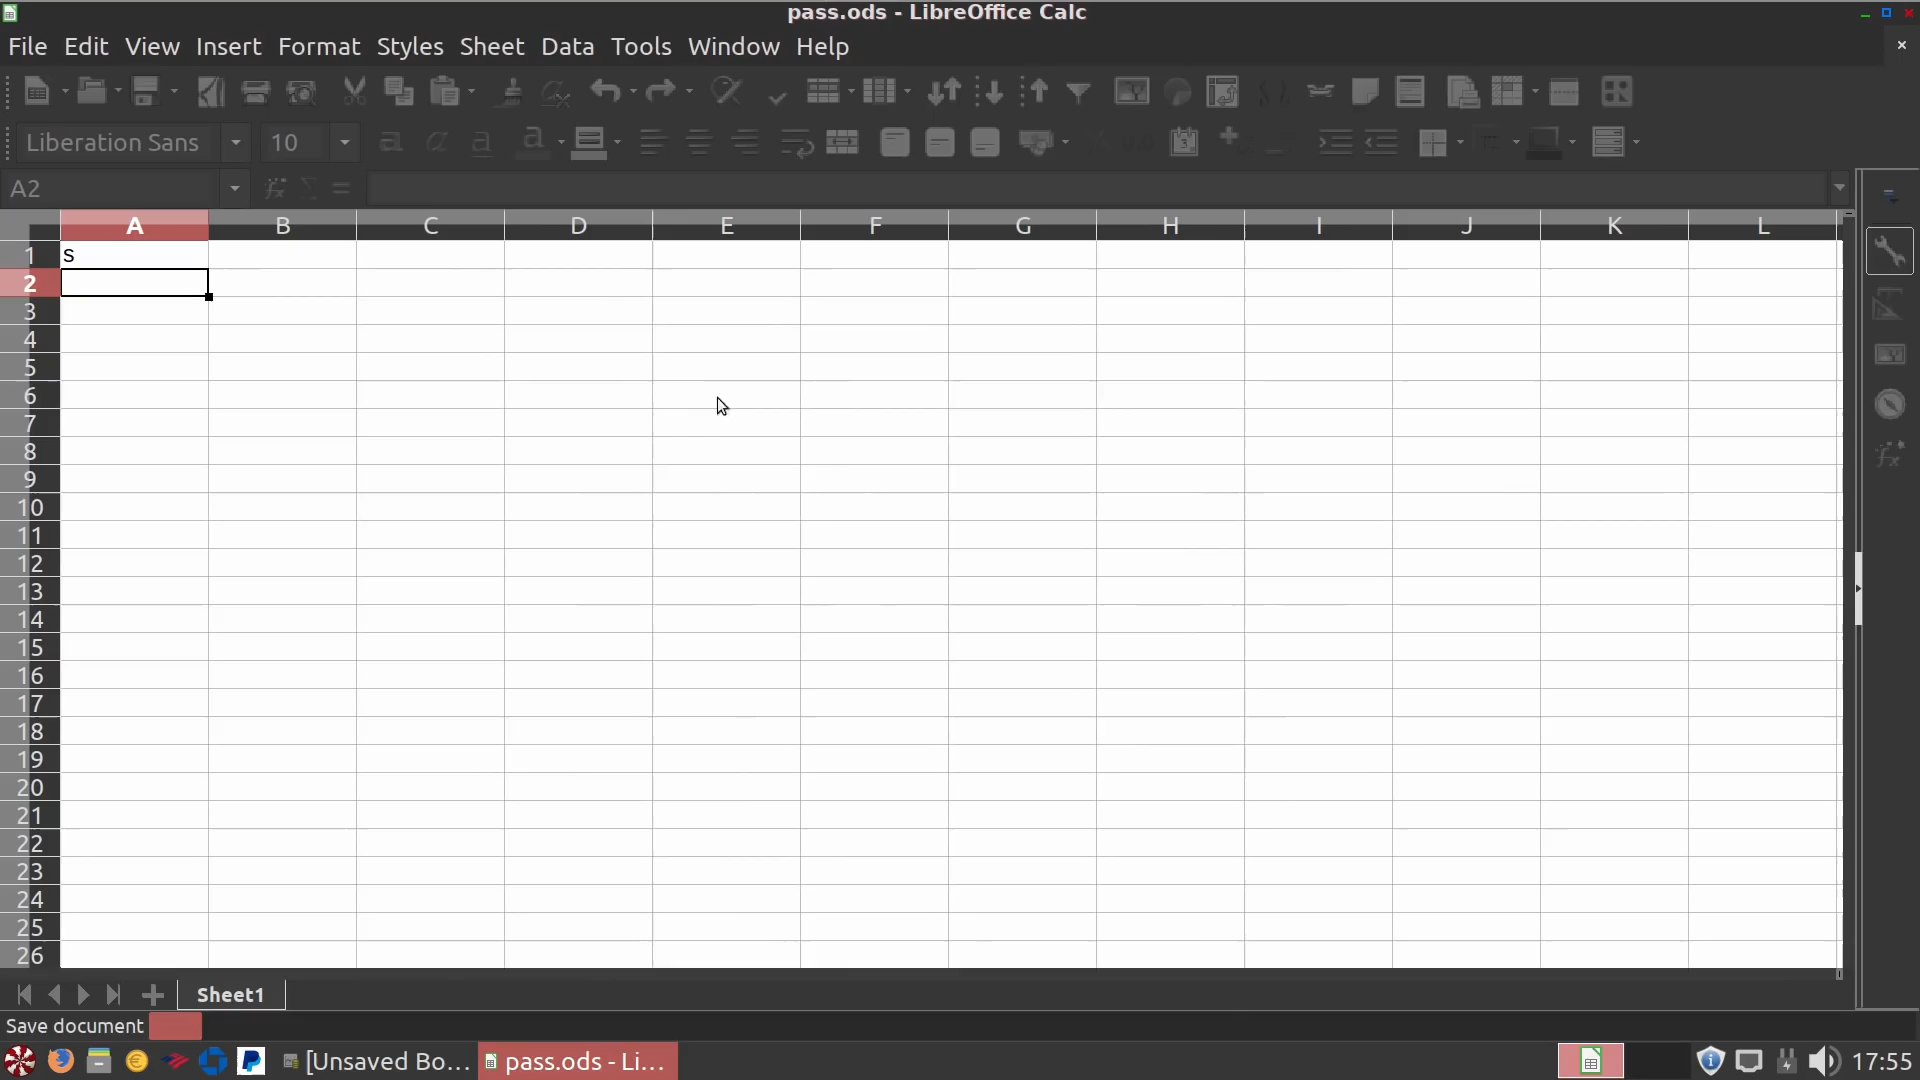 pass.ods - LibreOffice Calc
File Edit View Insert Format Styles Sheet Data Tools Window Help
Liberation Sans 10
A2
A B C D E F G H I J K L
1 s
2
3
4
5
6
7
8
9
10
11
12
13
14
15
16
17
18
19
20
21
22
23
24
25
26
Sheet1
Save document
[Unsaved Bo... pass.ods - Li... 17:55